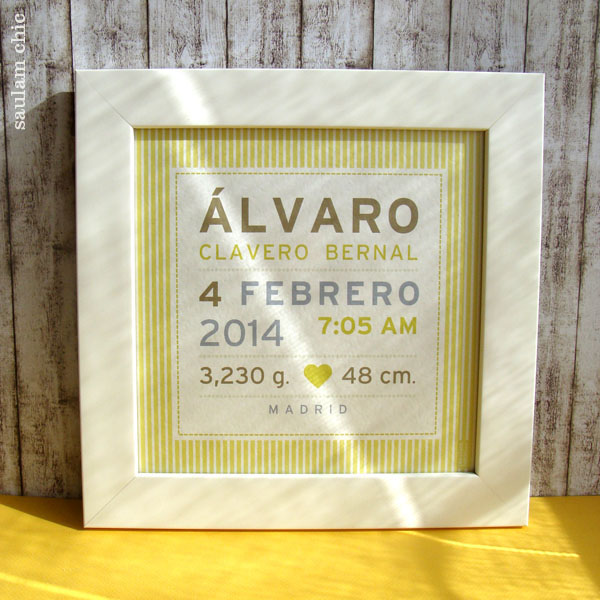 saulam chic
ÁLVARO
CLAVERO BERNAL
4 FEBRERO
2014 7:05 AM
3,230 g. 48 cm.
MADRID